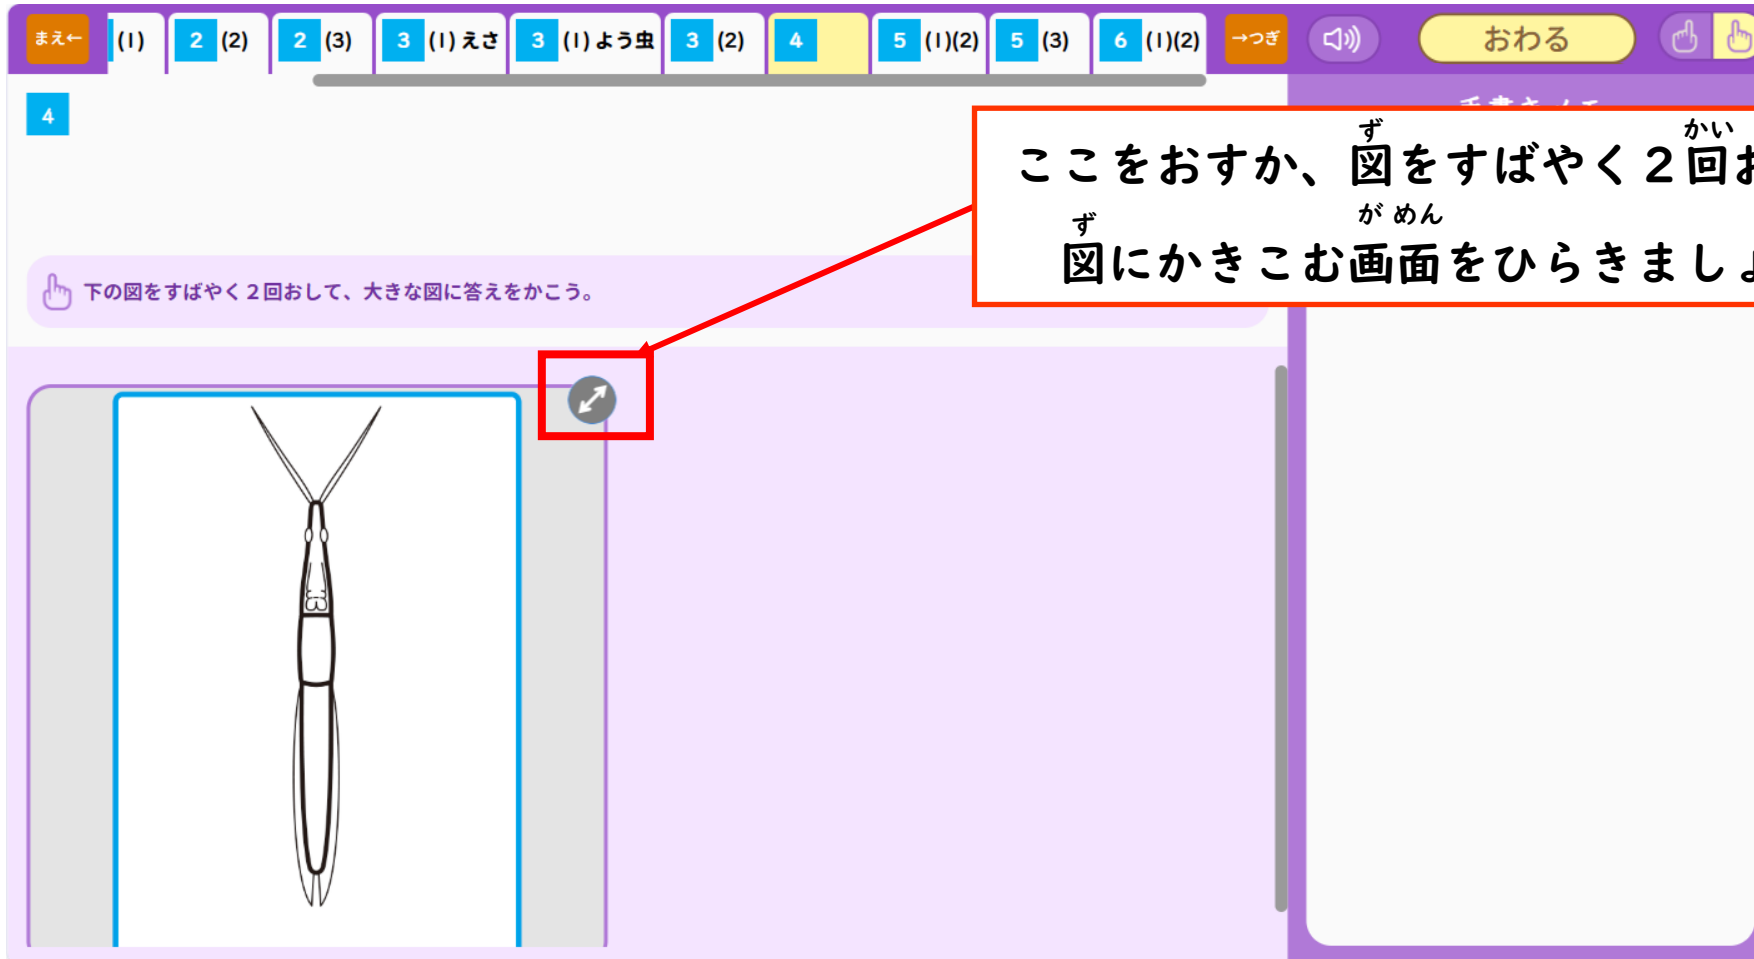 まえ← (1) 2 (2) 2 (3) 3 (1)えさ 3 (1)よう虫 3 (2) 4 5 (1)(2) 5 (3) 6 (1)(2) →つぎ おわる
4
ず かい
ここをおすか、図をすばやく2回お
ず がめん
図にかきこむ画面をひらきましょ
下の図をすばやく2回おして、大きな図に答えをかこう。